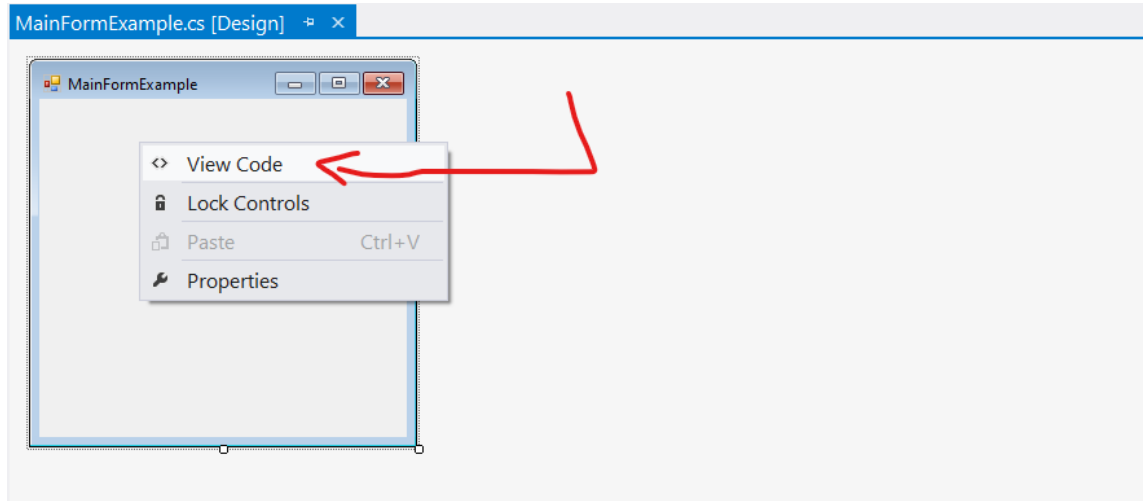 MainFormExample.cs [Design]
MainFormExample
View Code
Lock Controls
Paste Ctrl+V
Properties